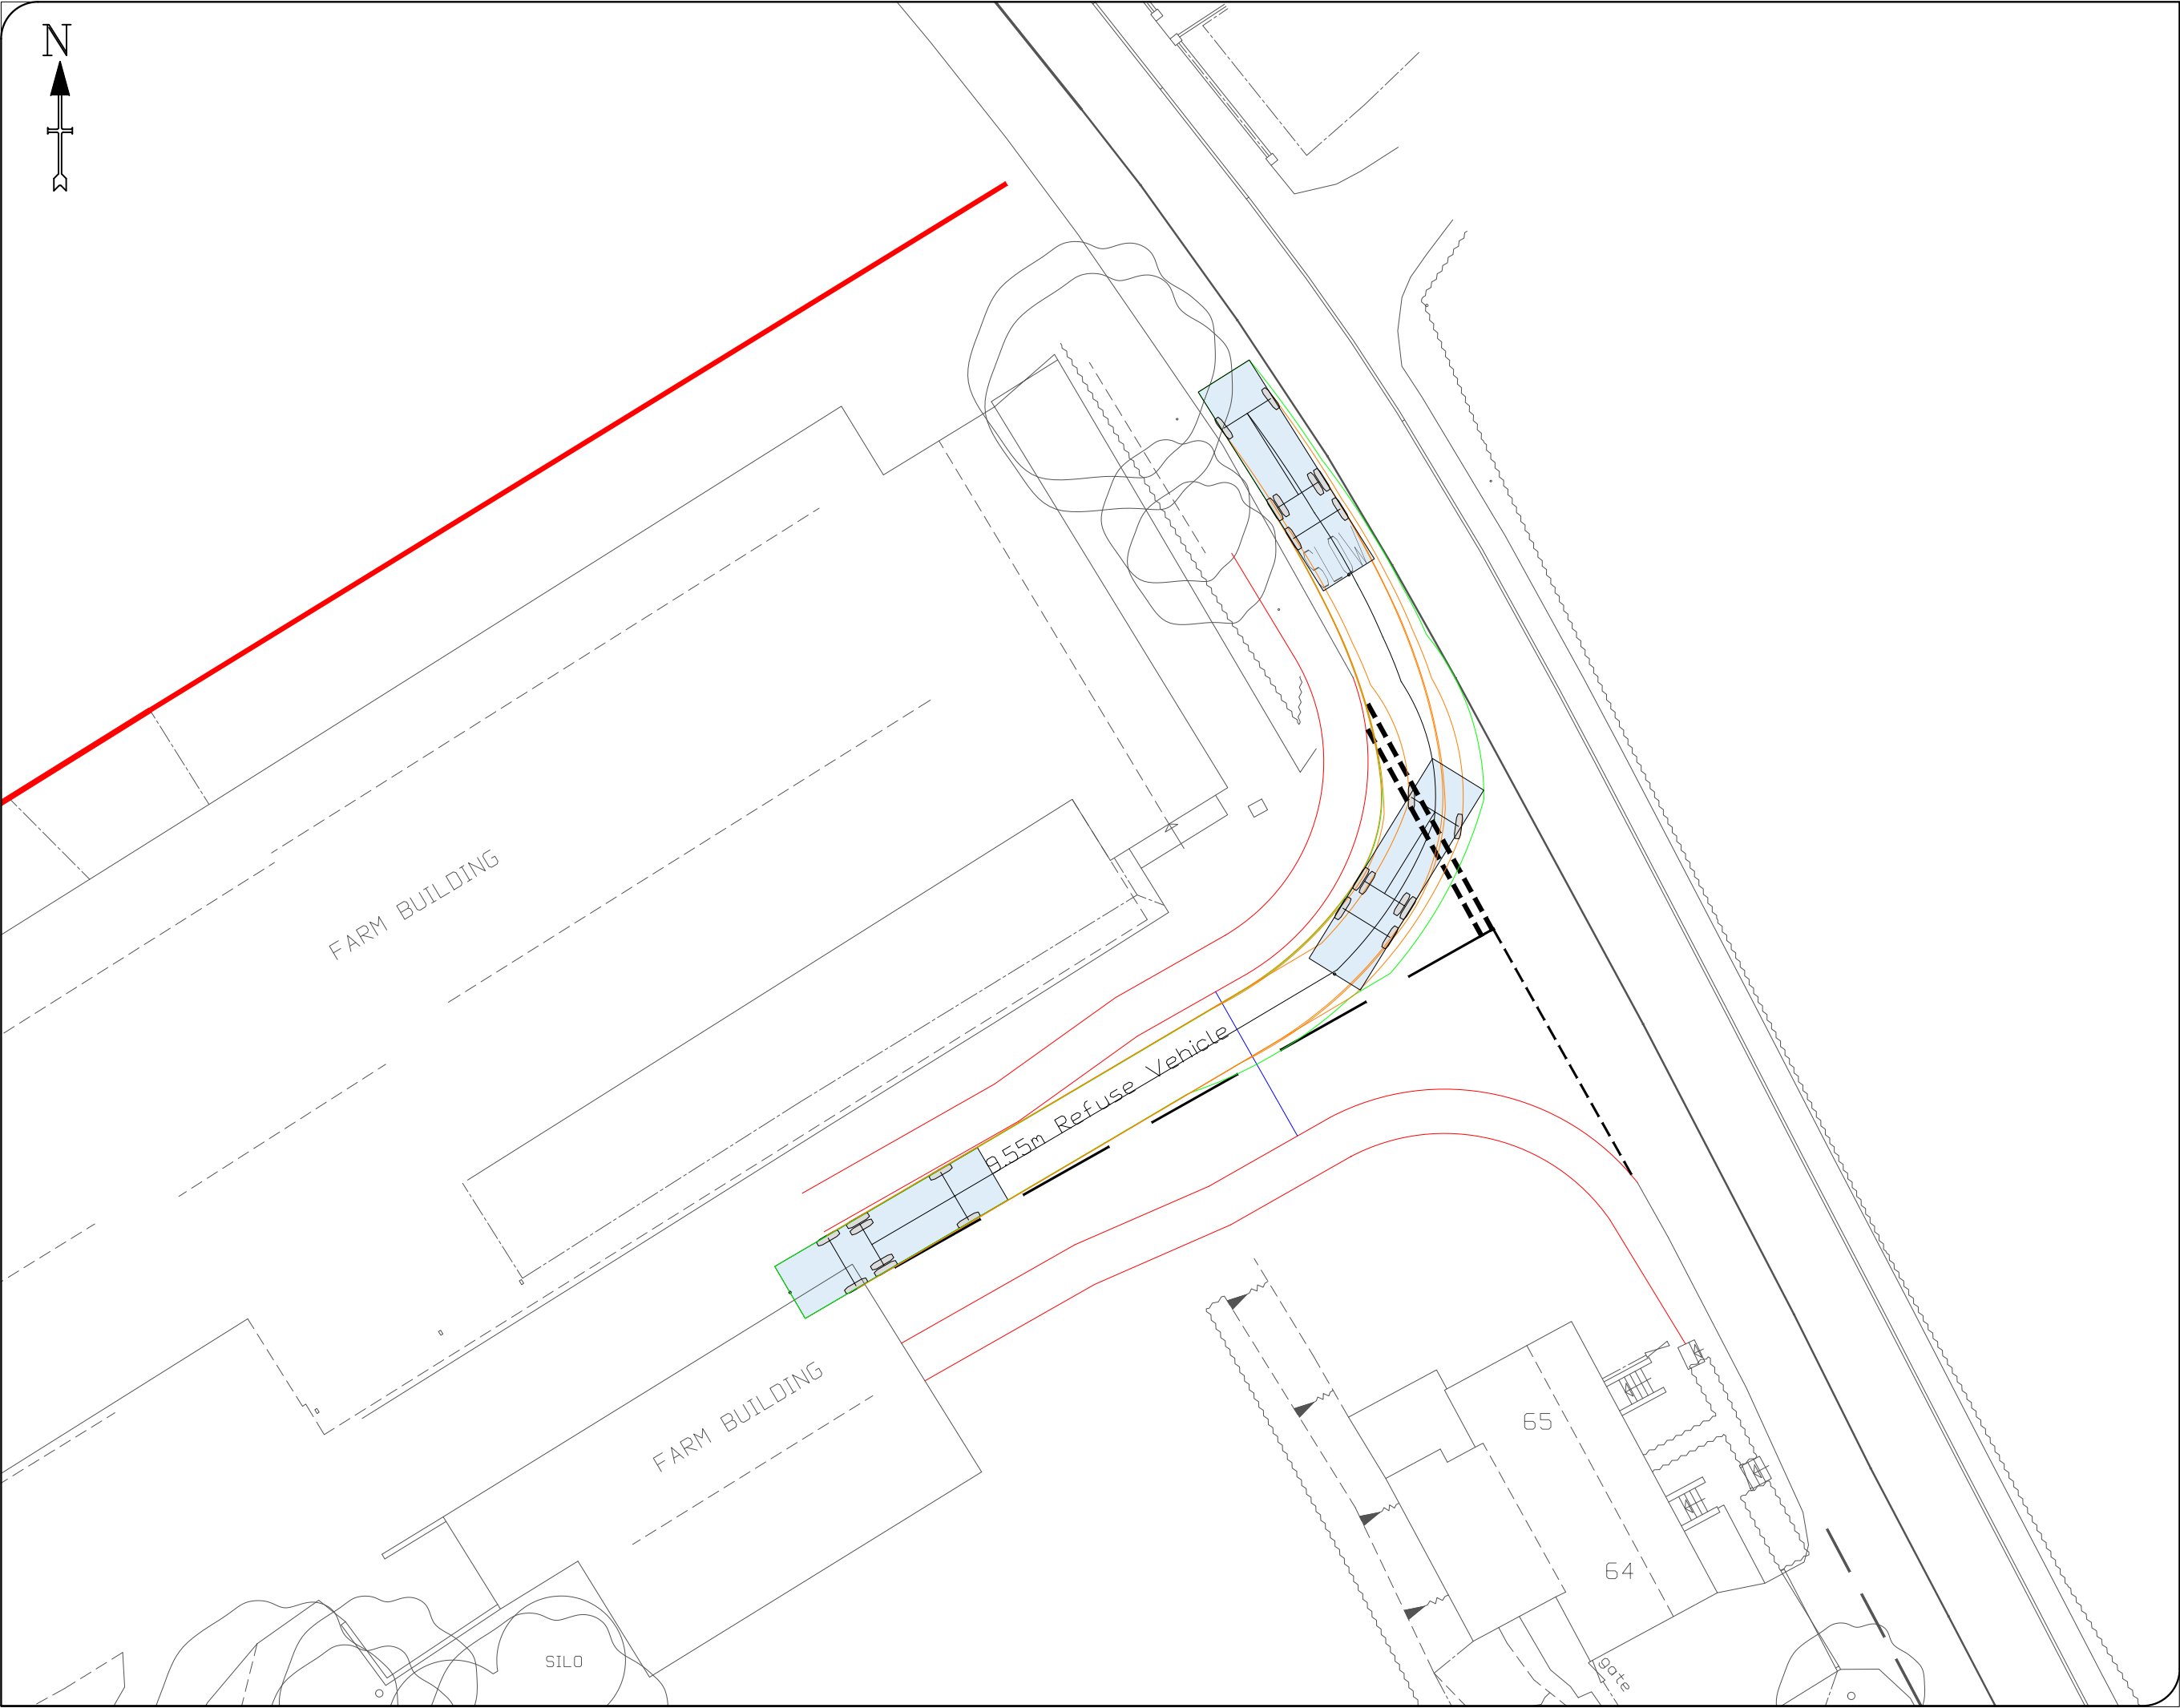 N
FARM BUILDING
9.55m Refuse Vehicle
FARM BUILDING
65
64
SILO
gate